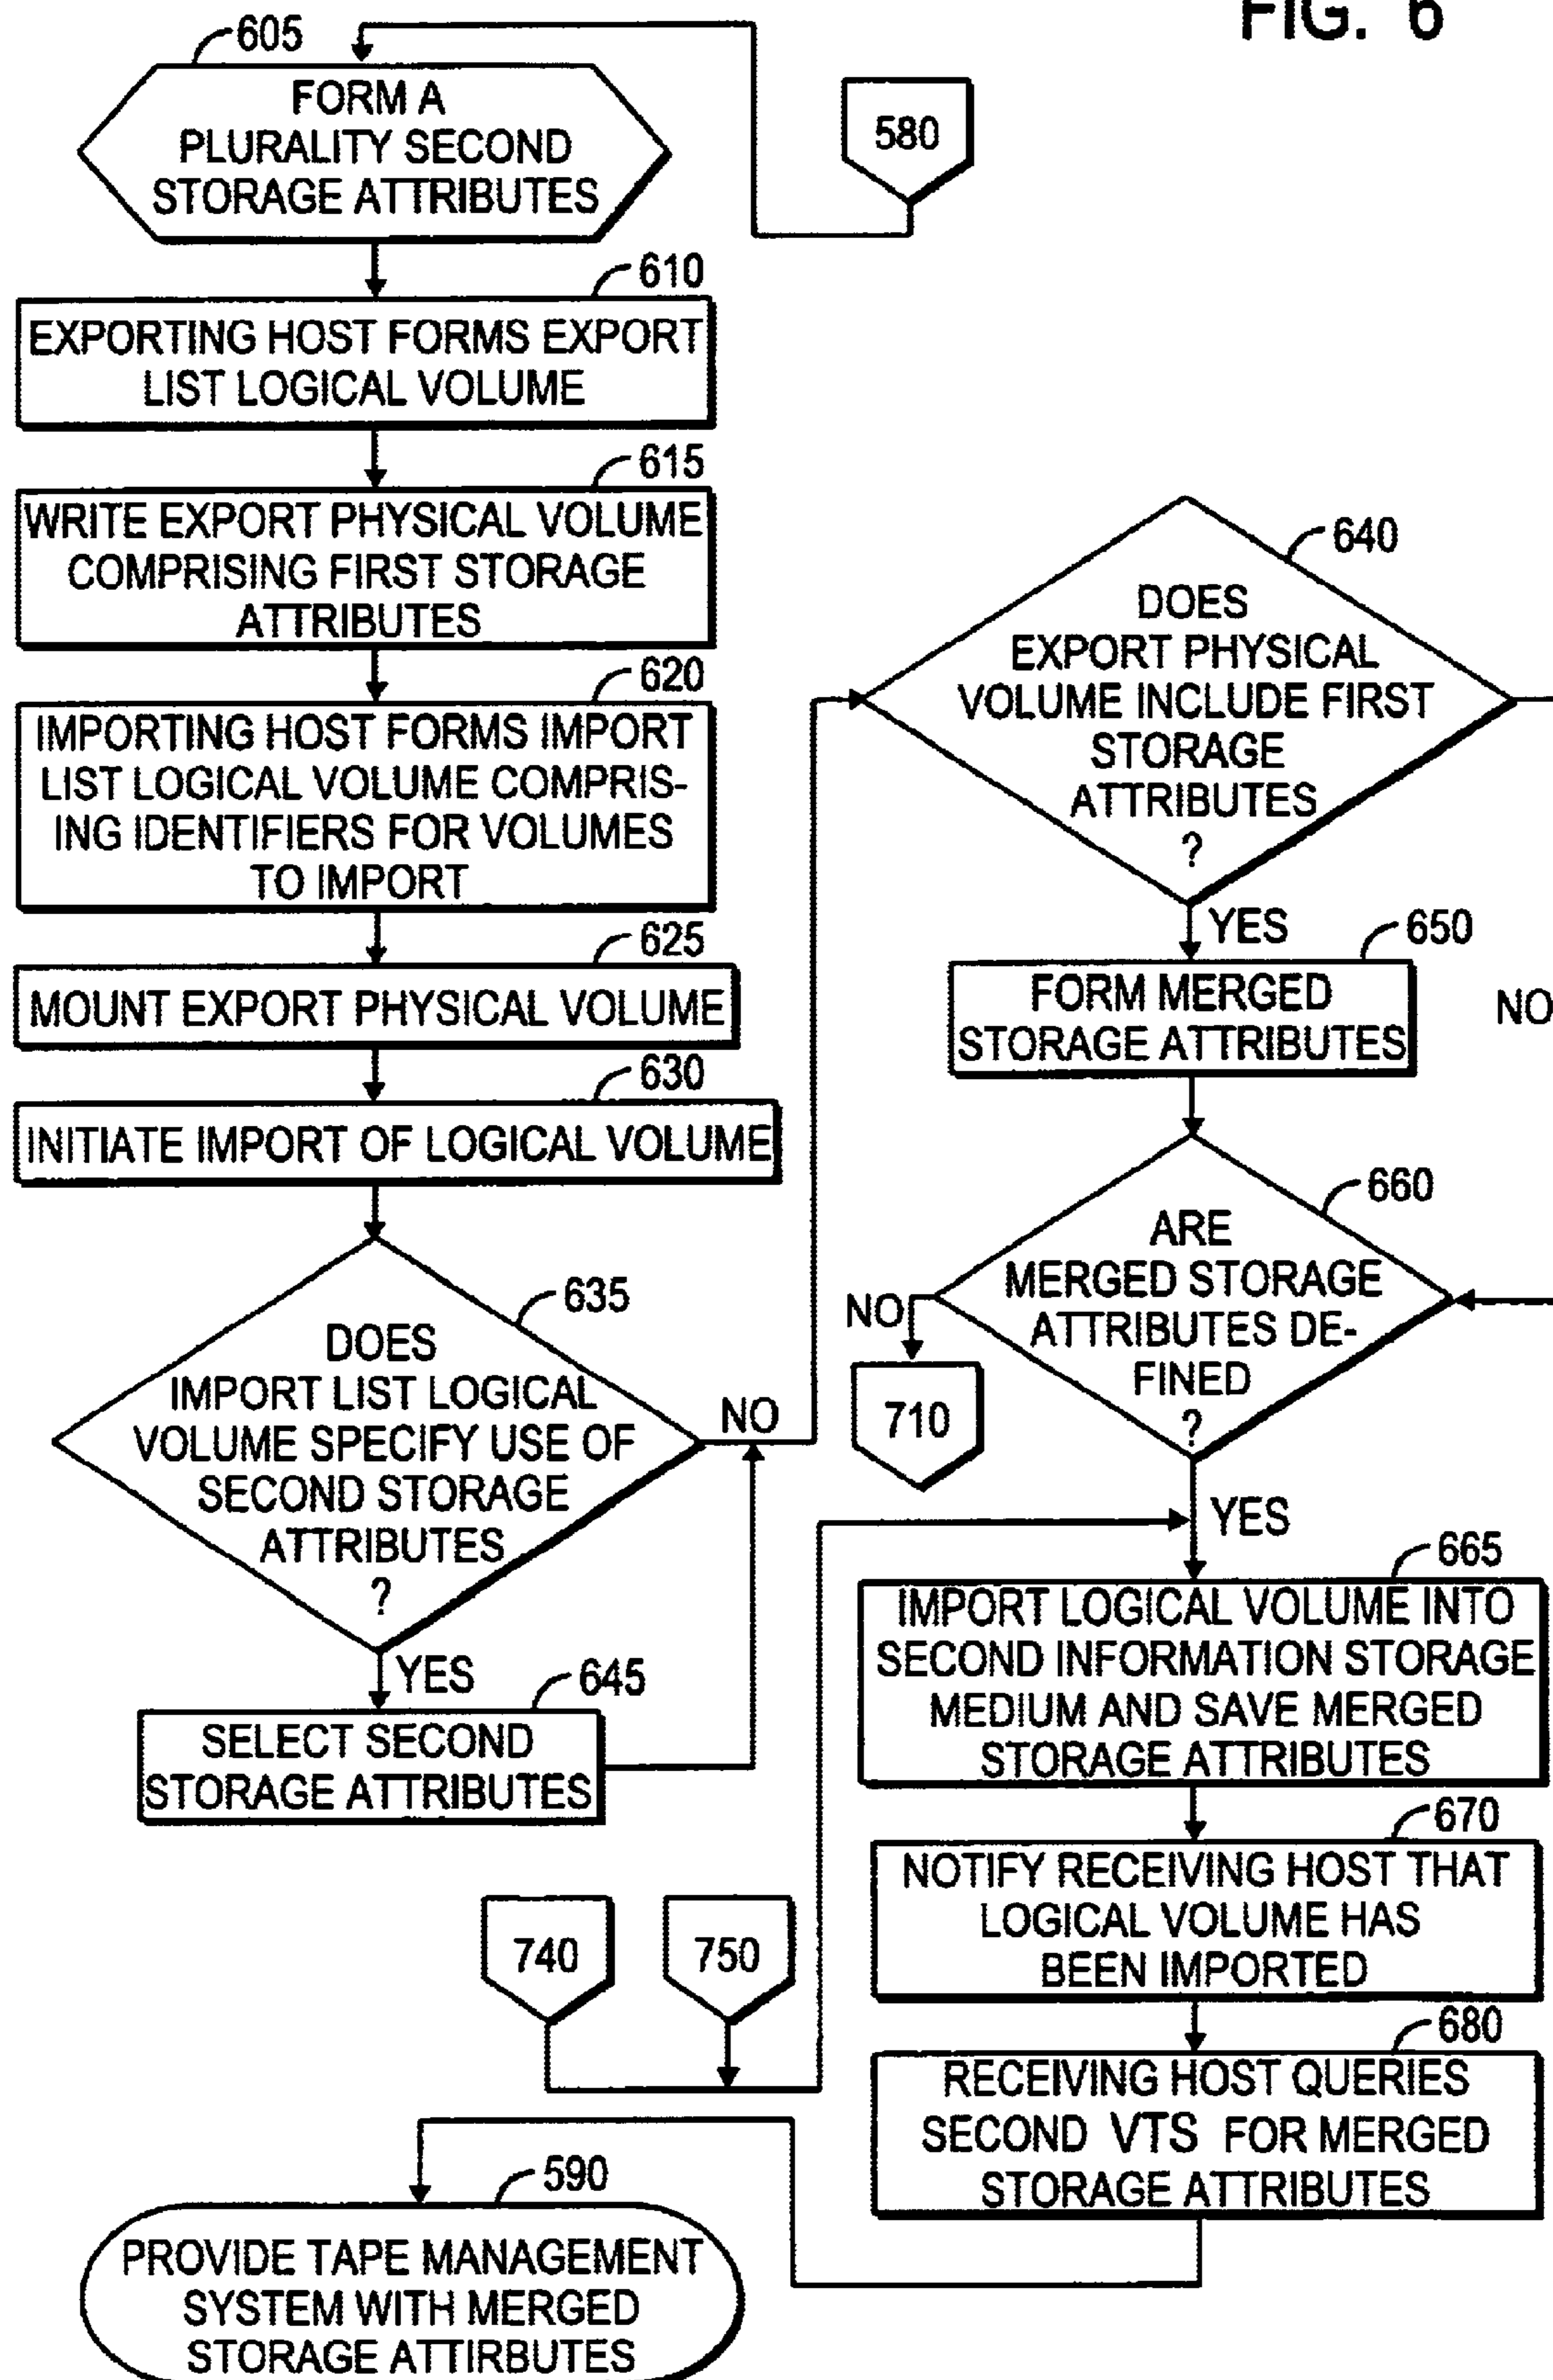 FIG. 6
605
FORM A
PLURALITY SECOND
STORAGE ATTRIBUTES
580
610
EXPORTING HOST FORMS EXPORT
LIST LOGICAL VOLUME
615
WRITE EXPORT PHYSICAL VOLUME
COMPRISING FIRST STORAGE
ATTRIBUTES
620
IMPORTING HOST FORMS IMPORT
LIST LOGICAL VOLUME COMPRIS-
ING IDENTIFIERS FOR VOLUMES
TO IMPORT
625
MOUNT EXPORT PHYSICAL VOLUME
630
INITIATE IMPORT OF LOGICAL VOLUME
635
DOES
IMPORT LIST LOGICAL
VOLUME SPECIFY USE OF
SECOND STORAGE
ATTRIBUTES
?
NO
YES
645
SELECT SECOND
STORAGE ATTRIBUTES
640
DOES
EXPORT PHYSICAL
VOLUME INCLUDE FIRST
STORAGE
ATTRIBUTES
?
YES
NO
650
FORM MERGED
STORAGE ATTRIBUTES
660
ARE
MERGED STORAGE
ATTRIBUTES DE-
FINED
?
NO
710
YES
665
IMPORT LOGICAL VOLUME INTO
SECOND INFORMATION STORAGE
MEDIUM AND SAVE MERGED
STORAGE ATTRIBUTES
670
NOTIFY RECEIVING HOST THAT
LOGICAL VOLUME HAS
BEEN IMPORTED
740
750
680
RECEIVING HOST QUERIES
SECOND VTS FOR MERGED
STORAGE ATTRIBUTES
590
PROVIDE TAPE MANAGEMENT
SYSTEM WITH MERGED
STORAGE ATTIRBUTES